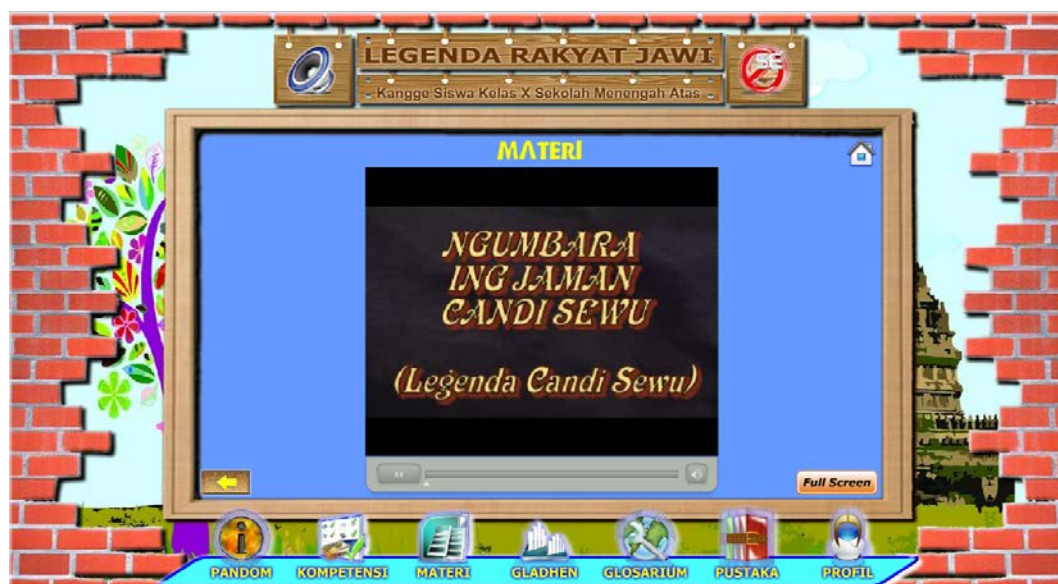 LEGENDA RAKYAT JAWI
Kangge Siswa Kelas X Sekolah Menengah Atas
SE
MATERI
NGUMBARA
ING JAMAN
CANDI SEWU
(Legenda Candi Sewu)
Full Screen
PANDOM KOMPETENSI MATERI GLADHEN GLOSARIUM PUSTAKA PROFIL